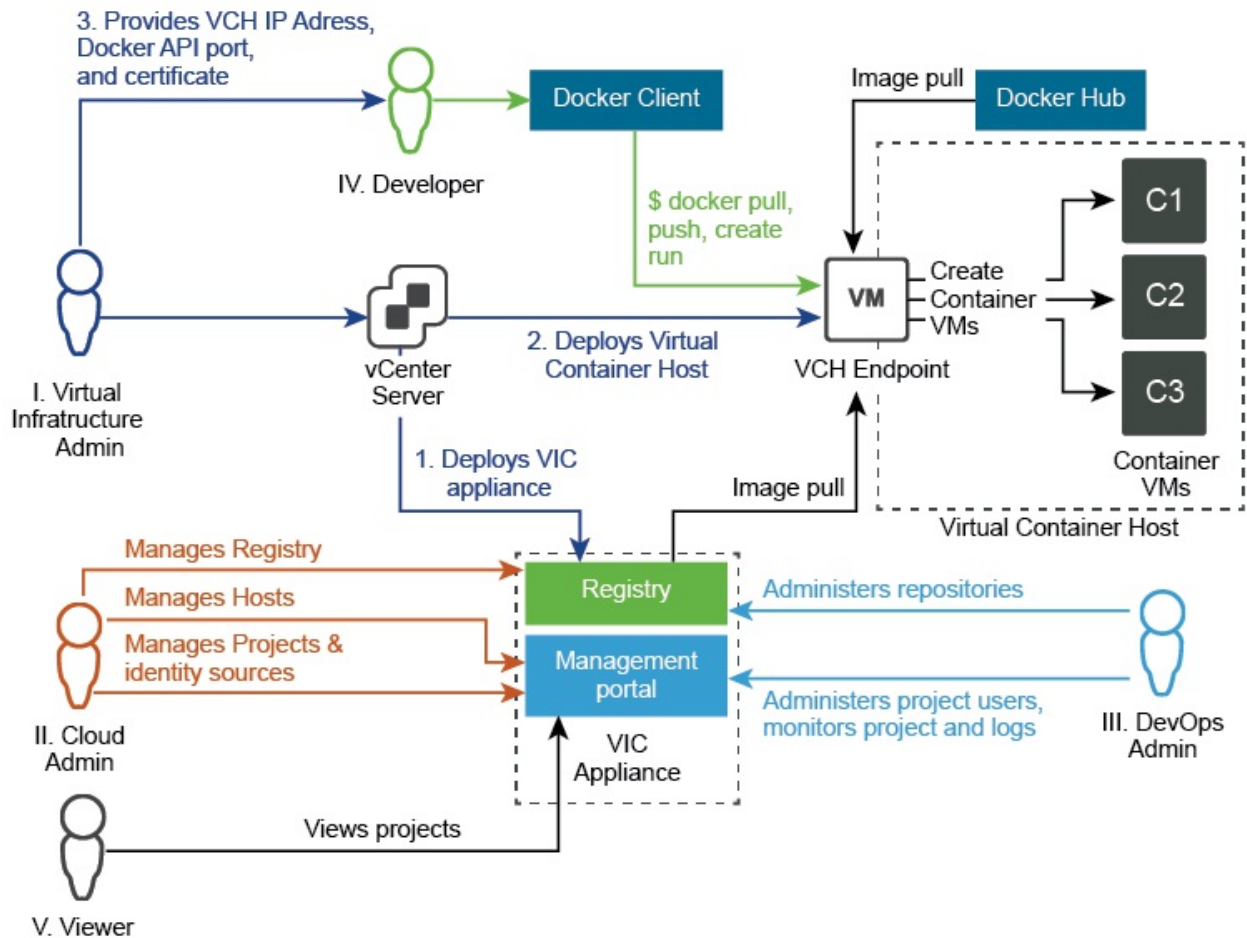 3. Provides VCH IP Adress,
Docker API port,
and certificate
Docker Client
Image pull
Docker Hub
IV. Developer
$ docker pull,
push, create
run
C1
C2
C3
VM
Create
Container
VMs
VCH Endpoint
Container
VMs
Virtual Container Host
I. Virtual
Infratructure
Admin
vCenter
Server
2. Deploys Virtual
Container Host
1. Deploys VIC
appliance
Image pull
Manages Registry
Manages Hosts
Manages Projects &
identity sources
II. Cloud
Admin
Registry
Management
portal
VIC
Appliance
Administers repositories
Administers project users,
monitors project and logs
III. DevOps
Admin
Views projects
V. Viewer